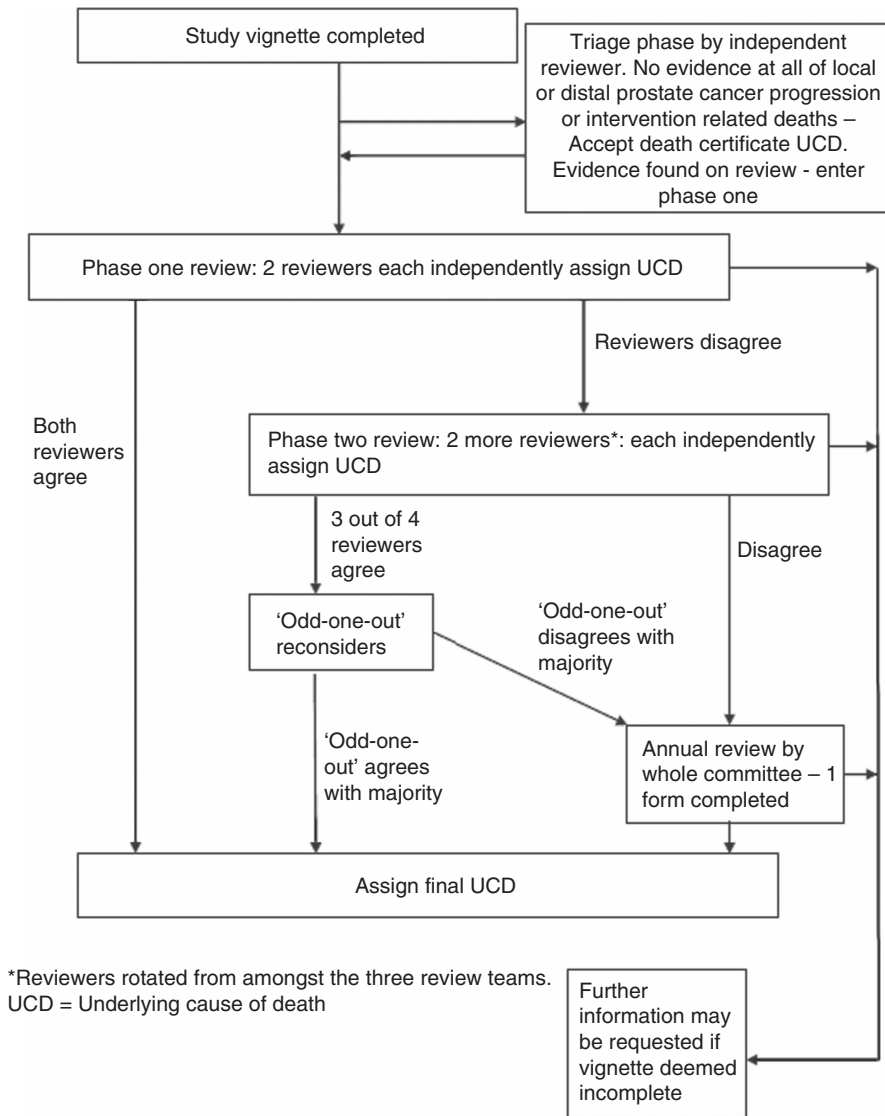 Study vignette completed
Triage phase by independent
reviewer. No evidence at all of local
or distal prostate cancer progression
or intervention related deaths –
Accept death certificate UCD.
Evidence found on review - enter
phase one
Phase one review: 2 reviewers each independently assign UCD
Reviewers disagree
Both
reviewers
agree
Phase two review: 2 more reviewers*: each independently
assign UCD
3 out of 4
reviewers
agree
Disagree
‘Odd-one-out’
reconsiders
‘Odd-one-out’
disagrees with
majority
‘Odd-one-
out’ agrees
with majority
Annual review by
whole committee – 1
form completed
Assign final UCD
*Reviewers rotated from amongst the three review teams.
UCD = Underlying cause of death
Further
information may
be requested if
vignette deemed
incomplete